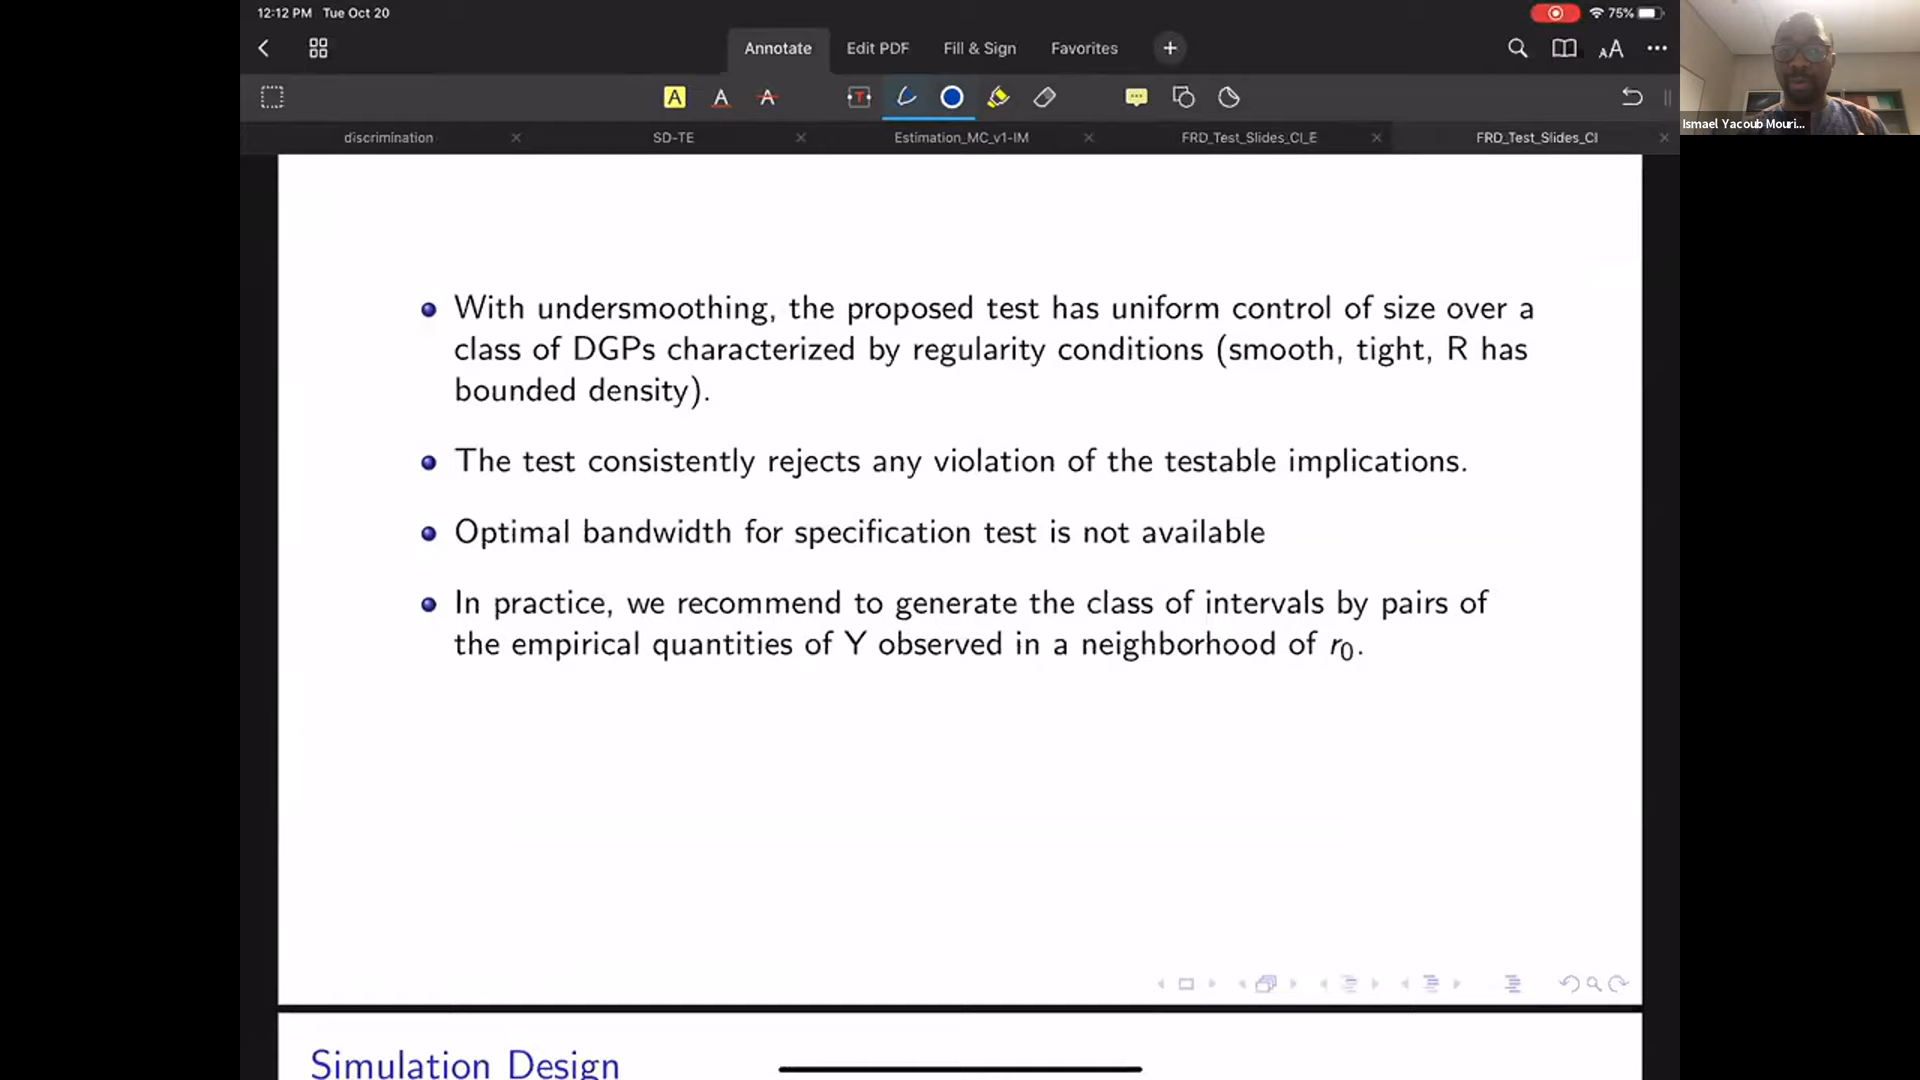 12:12 PM Tue Oct 20
75%
Annotate Edit PDF Fill & Sign Favorites
discrimination SD-TE Estimation_MC_v1-IM FRD_Test_Slides_CI_E FRD_Test_Slides_CI
Ismael Yacoub Mouri...
With undersmoothing, the proposed test has uniform control of size over a
class of DGPs characterized by regularity conditions (smooth, tight, R has
bounded density).
The test consistently rejects any violation of the testable implications.
Optimal bandwidth for specification test is not available
In practice, we recommend to generate the class of intervals by pairs of
the empirical quantities of Y observed in a neighborhood of r0.
Simulation Design